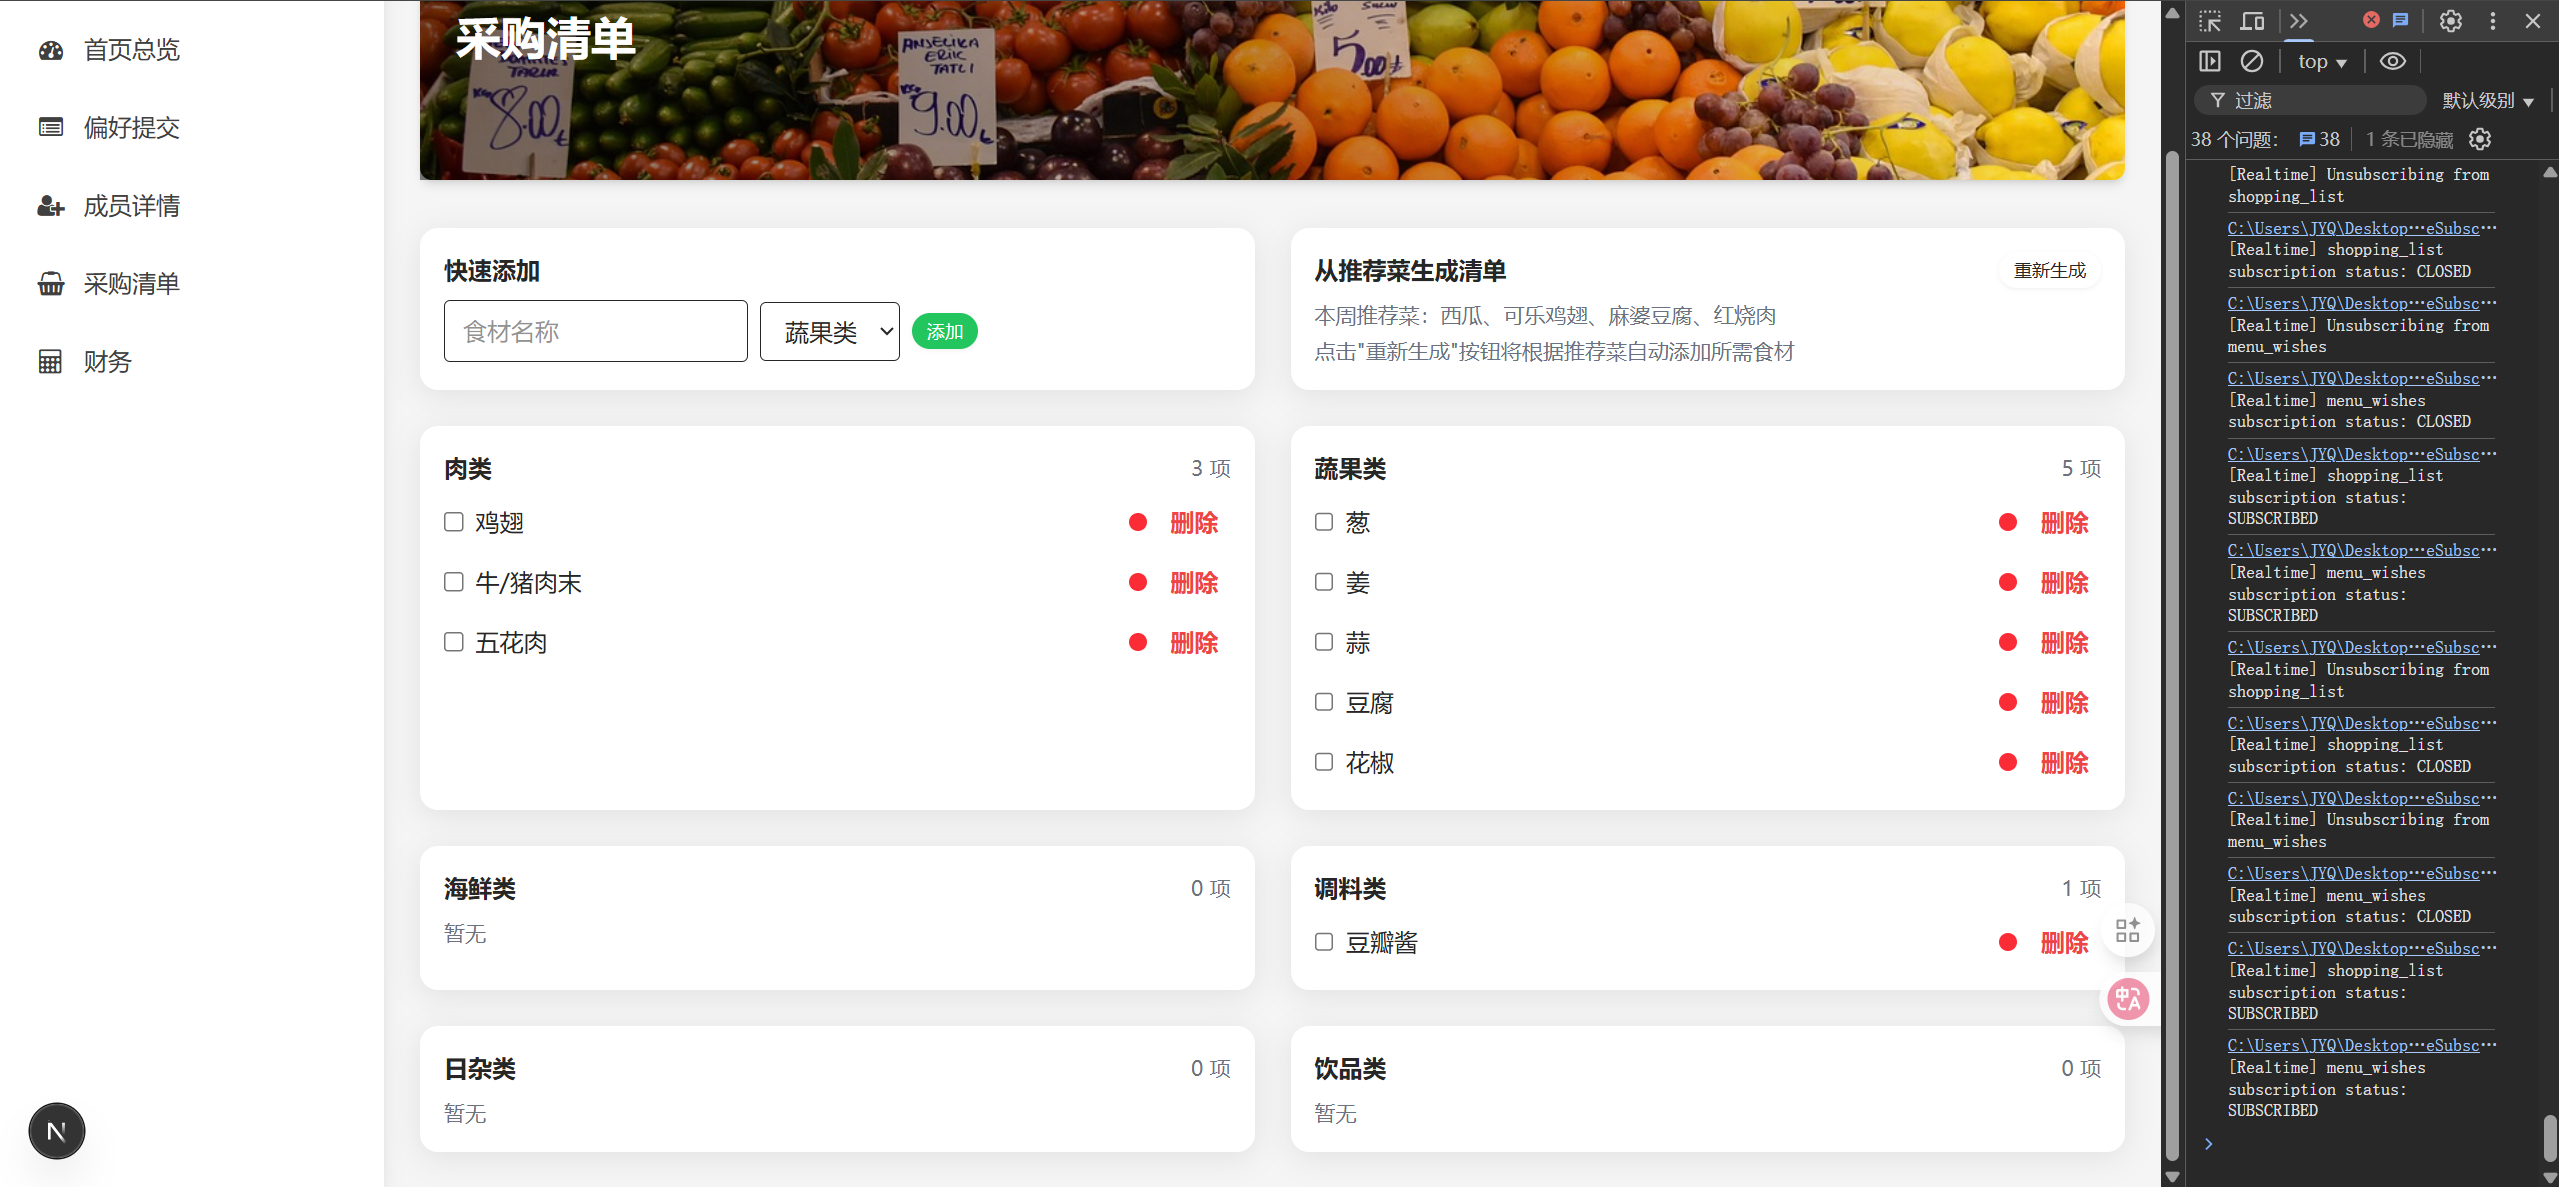 首页总览
偏好提交
成员详情
采购清单
财务
采购清单
8.00
ANJELIKA
ERIC
TATLI
9.00
5.00
快速添加
食材名称
蔬果类
添加
从推荐菜生成清单
重新生成
本周推荐菜：西瓜、可乐鸡翅、麻婆豆腐、红烧肉
点击"重新生成"按钮将根据推荐菜自动添加所需食材
肉类
3 项
鸡翅
删除
牛/猪肉末
删除
五花肉
删除
蔬果类
5 项
葱
删除
姜
删除
蒜
删除
豆腐
删除
花椒
删除
海鲜类
0 项
暂无
调料类
1 项
豆瓣酱
删除
日杂类
0 项
暂无
饮品类
0 项
暂无
N
中A
top
过滤
默认级别
38 个问题：
38
1 条已隐藏
[Realtime] Unsubscribing from
shopping_list
C:\Users\JYQ\Desktop…eSubsc…
[Realtime] shopping_list
subscription status: CLOSED
C:\Users\JYQ\Desktop…eSubsc…
[Realtime] Unsubscribing from
menu_wishes
C:\Users\JYQ\Desktop…eSubsc…
[Realtime] menu_wishes
subscription status: CLOSED
C:\Users\JYQ\Desktop…eSubsc…
[Realtime] shopping_list
subscription status:
SUBSCRIBED
C:\Users\JYQ\Desktop…eSubsc…
[Realtime] menu_wishes
subscription status:
SUBSCRIBED
C:\Users\JYQ\Desktop…eSubsc…
[Realtime] Unsubscribing from
shopping_list
C:\Users\JYQ\Desktop…eSubsc…
[Realtime] shopping_list
subscription status: CLOSED
C:\Users\JYQ\Desktop…eSubsc…
[Realtime] Unsubscribing from
menu_wishes
C:\Users\JYQ\Desktop…eSubsc…
[Realtime] menu_wishes
subscription status: CLOSED
C:\Users\JYQ\Desktop…eSubsc…
[Realtime] shopping_list
subscription status:
SUBSCRIBED
C:\Users\JYQ\Desktop…eSubsc…
[Realtime] menu_wishes
subscription status:
SUBSCRIBED